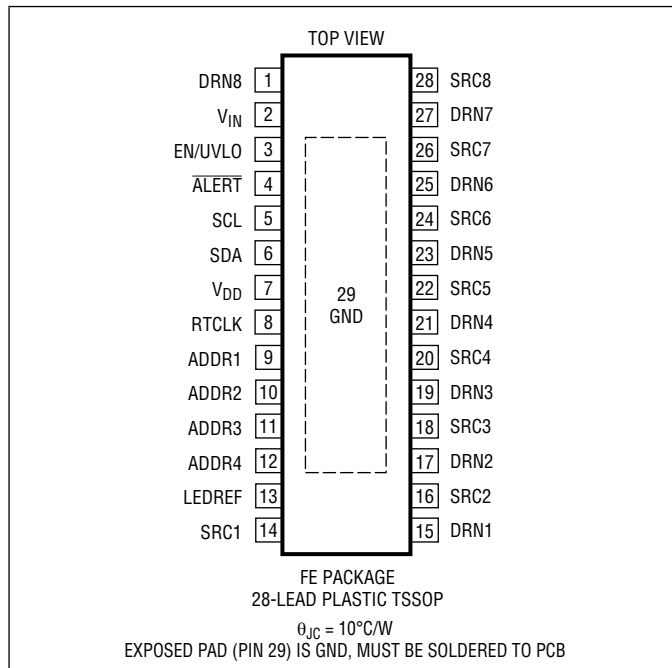 TOP VIEW
DRN8 1 28 SRC8
VIN 2 27 DRN7
EN/UVLO 3 26 SRC7
ALERT 4 25 DRN6
SCL 5 24 SRC6
SDA 6 23 DRN5
VDD 7 22 SRC5
29
GND
RTCLK 8 21 DRN4
ADDR1 9 20 SRC4
ADDR2 10 19 DRN3
ADDR3 11 18 SRC3
ADDR4 12 17 DRN2
LEDREF 13 16 SRC2
SRC1 14 15 DRN1
FE PACKAGE
28-LEAD PLASTIC TSSOP
θJC = 10°C/W
EXPOSED PAD (PIN 29) IS GND, MUST BE SOLDERED TO PCB